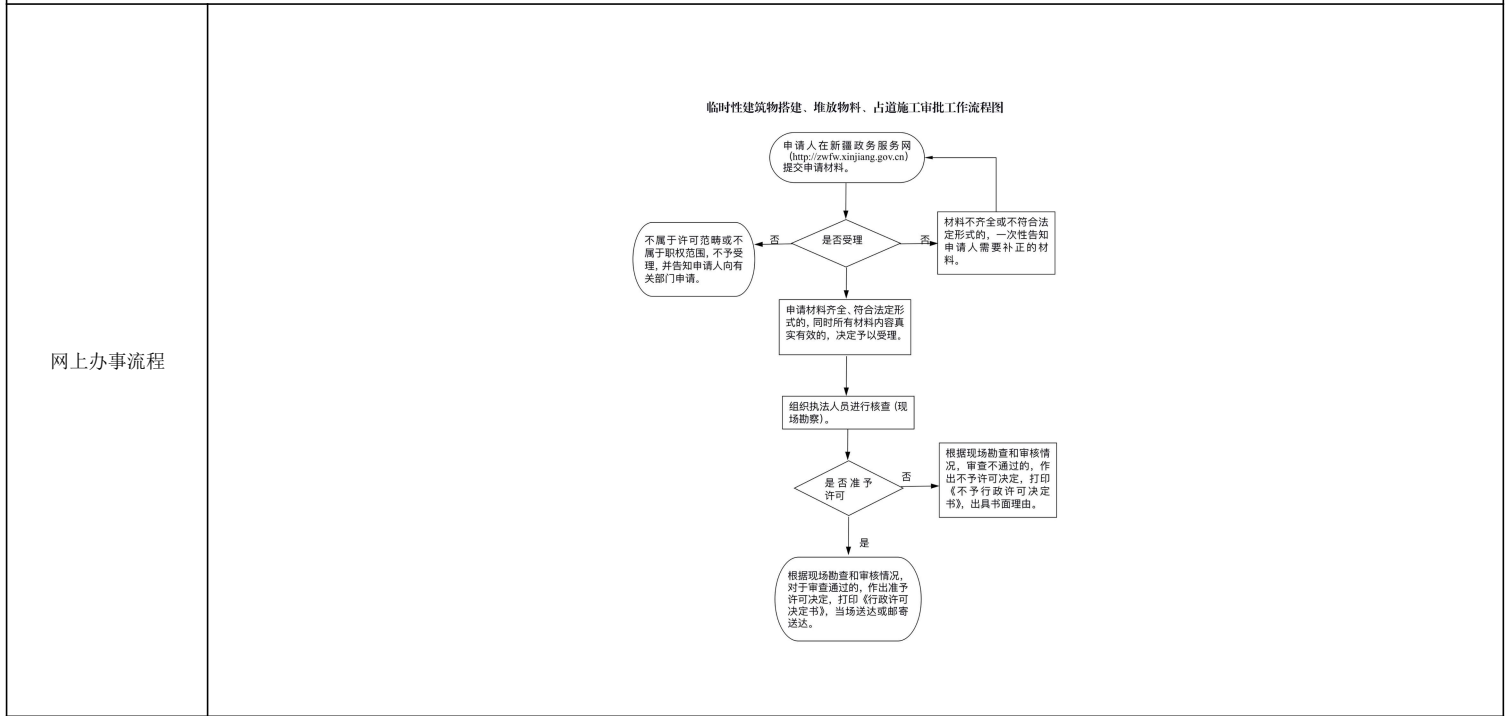 网上办事流程
临时性建筑物搭建、堆放物料、占道施工审批工作流程图
申请人在新疆政务服务网
（http://zwfw.xinjiang.gov.cn）
提交申请材料。
是否受理
否
否
不属于许可范畴或不
属于职权范围，不予受
理，并告知申请人向有
关部门申请。
材料不齐全或不符合法
定形式的，一次性告知
申请人需要补正的材
料。
申请材料齐全、符合法定形
式的，同时所有材料内容真
实有效的，决定予以受理。
组织执法人员进行核查（现
场勘察）。
是否准予
许可
否
根据现场勘查和审核情
况，审查不通过的，作
出不予许可决定，打印
《不予行政许可决定
书》，出具书面理由。
是
根据现场勘查和审核情况，
对于审查通过的，作出准予
许可决定，打印《行政许可
决定书》，当场送达或邮寄
送达。